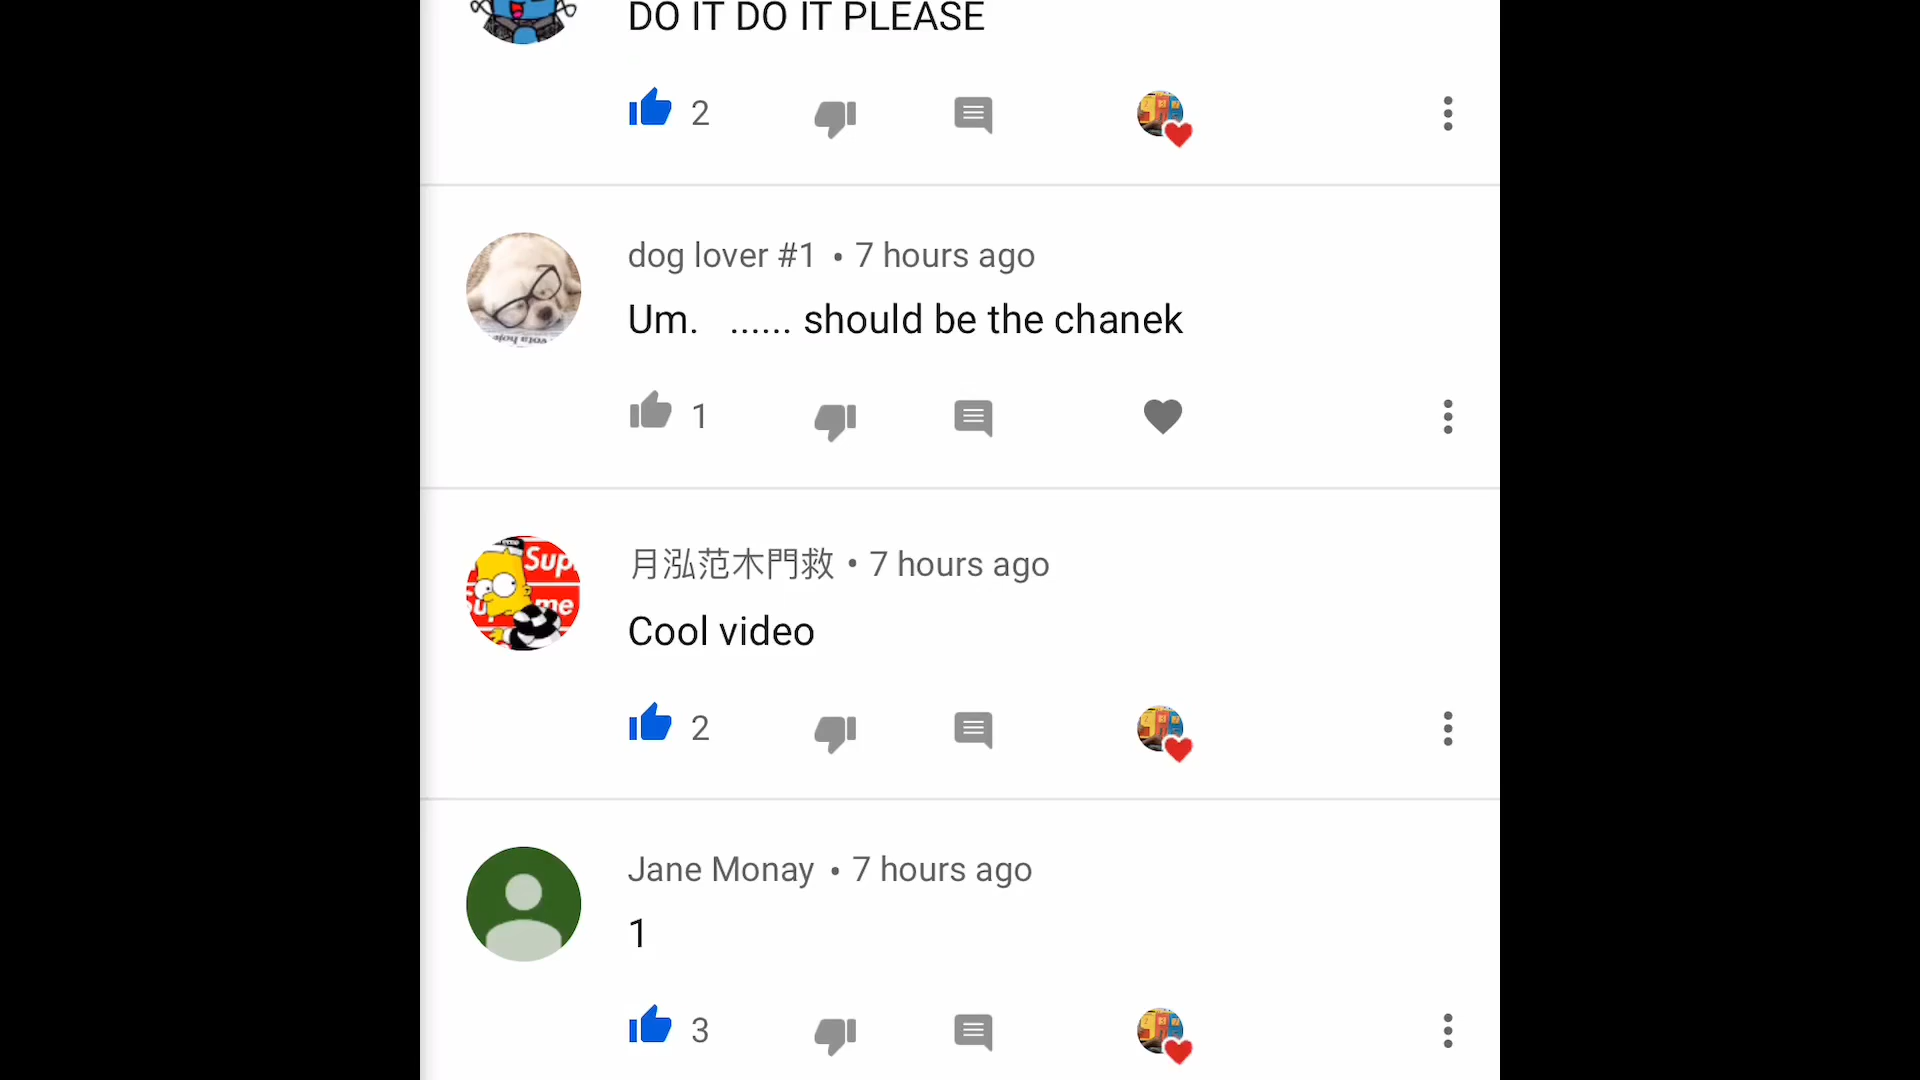 DO IT DO IT PLEASE
2
dog lover #1 • 7 hours ago
Um. ...... should be the chanek
1
月泓范木門救 • 7 hours ago
Cool video
2
Jane Monay • 7 hours ago
1
3